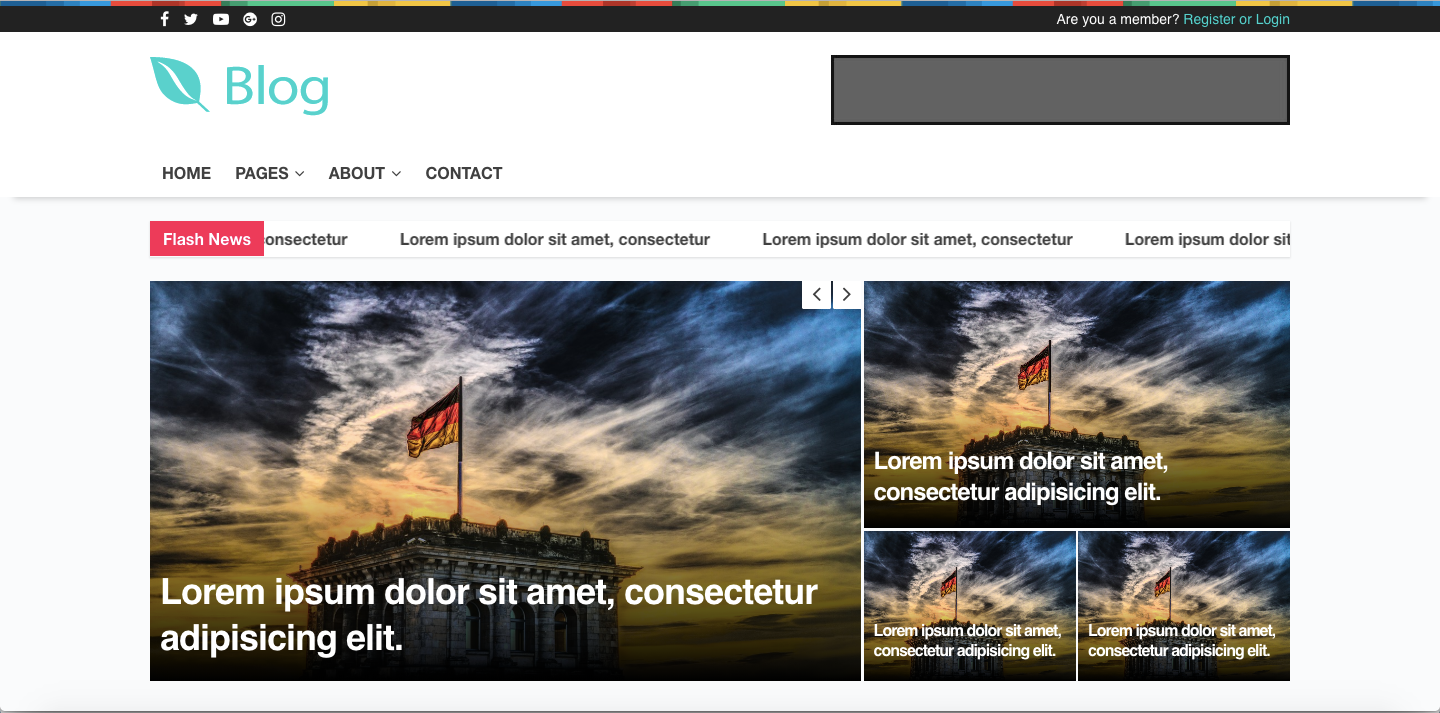 Are you a member? Register or Login
Blog
HOME PAGES ABOUT CONTACT
Flash News onsectetur Lorem ipsum dolor sit amet, consectetur Lorem ipsum dolor sit amet, consectetur Lorem ipsum dolor sit
Lorem ipsum dolor sit amet, consectetur
adipisicing elit.
Lorem ipsum dolor sit amet,
consectetur adipisicing elit.
Lorem ipsum dolor sit amet,
consectetur adipisicing elit.
Lorem ipsum dolor sit amet,
consectetur adipisicing elit.